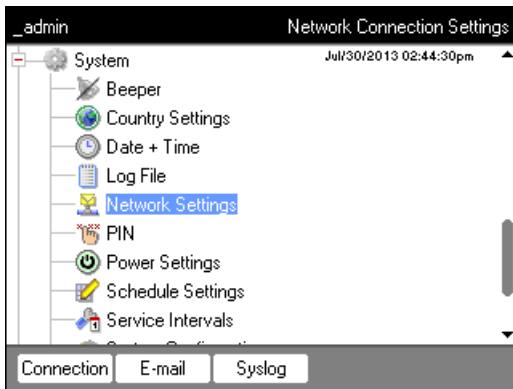 _admin Network Connection Settings
System Jul/30/2013 02:44:30pm
Beeper
Country Settings
Date + Time
Log File
Network Settings
PIN
Power Settings
Schedule Settings
Service Intervals
Connection E-mail Syslog